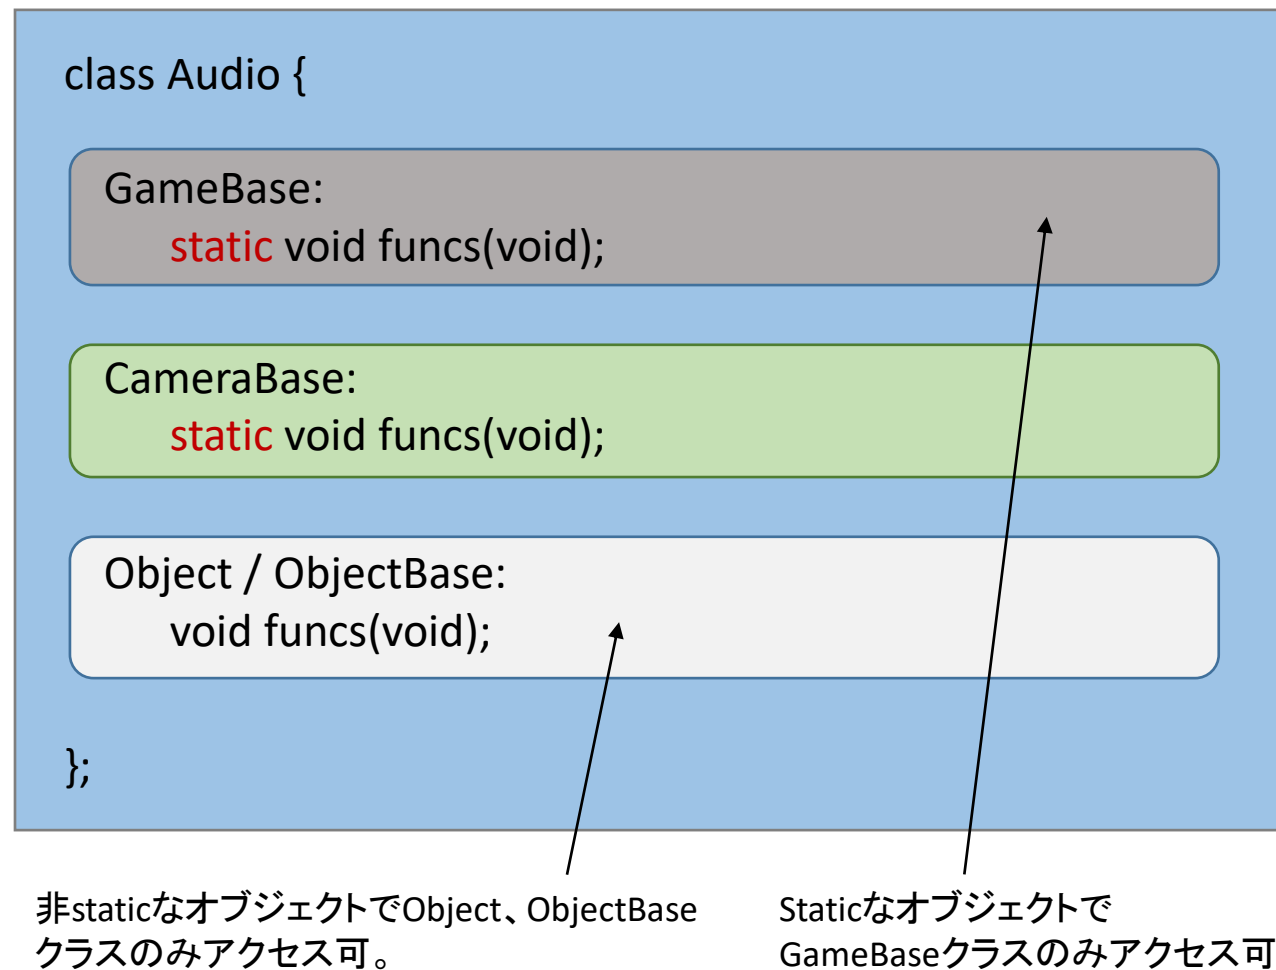 class Audio {
GameBase:
static void funcs(void);
CameraBase:
static void funcs(void);
Object / ObjectBase:
void funcs(void);
};
非staticなオブジェクトでObject、ObjectBase
クラスのみアクセス可。
Staticなオブジェクトで
GameBaseクラスのみアクセス可